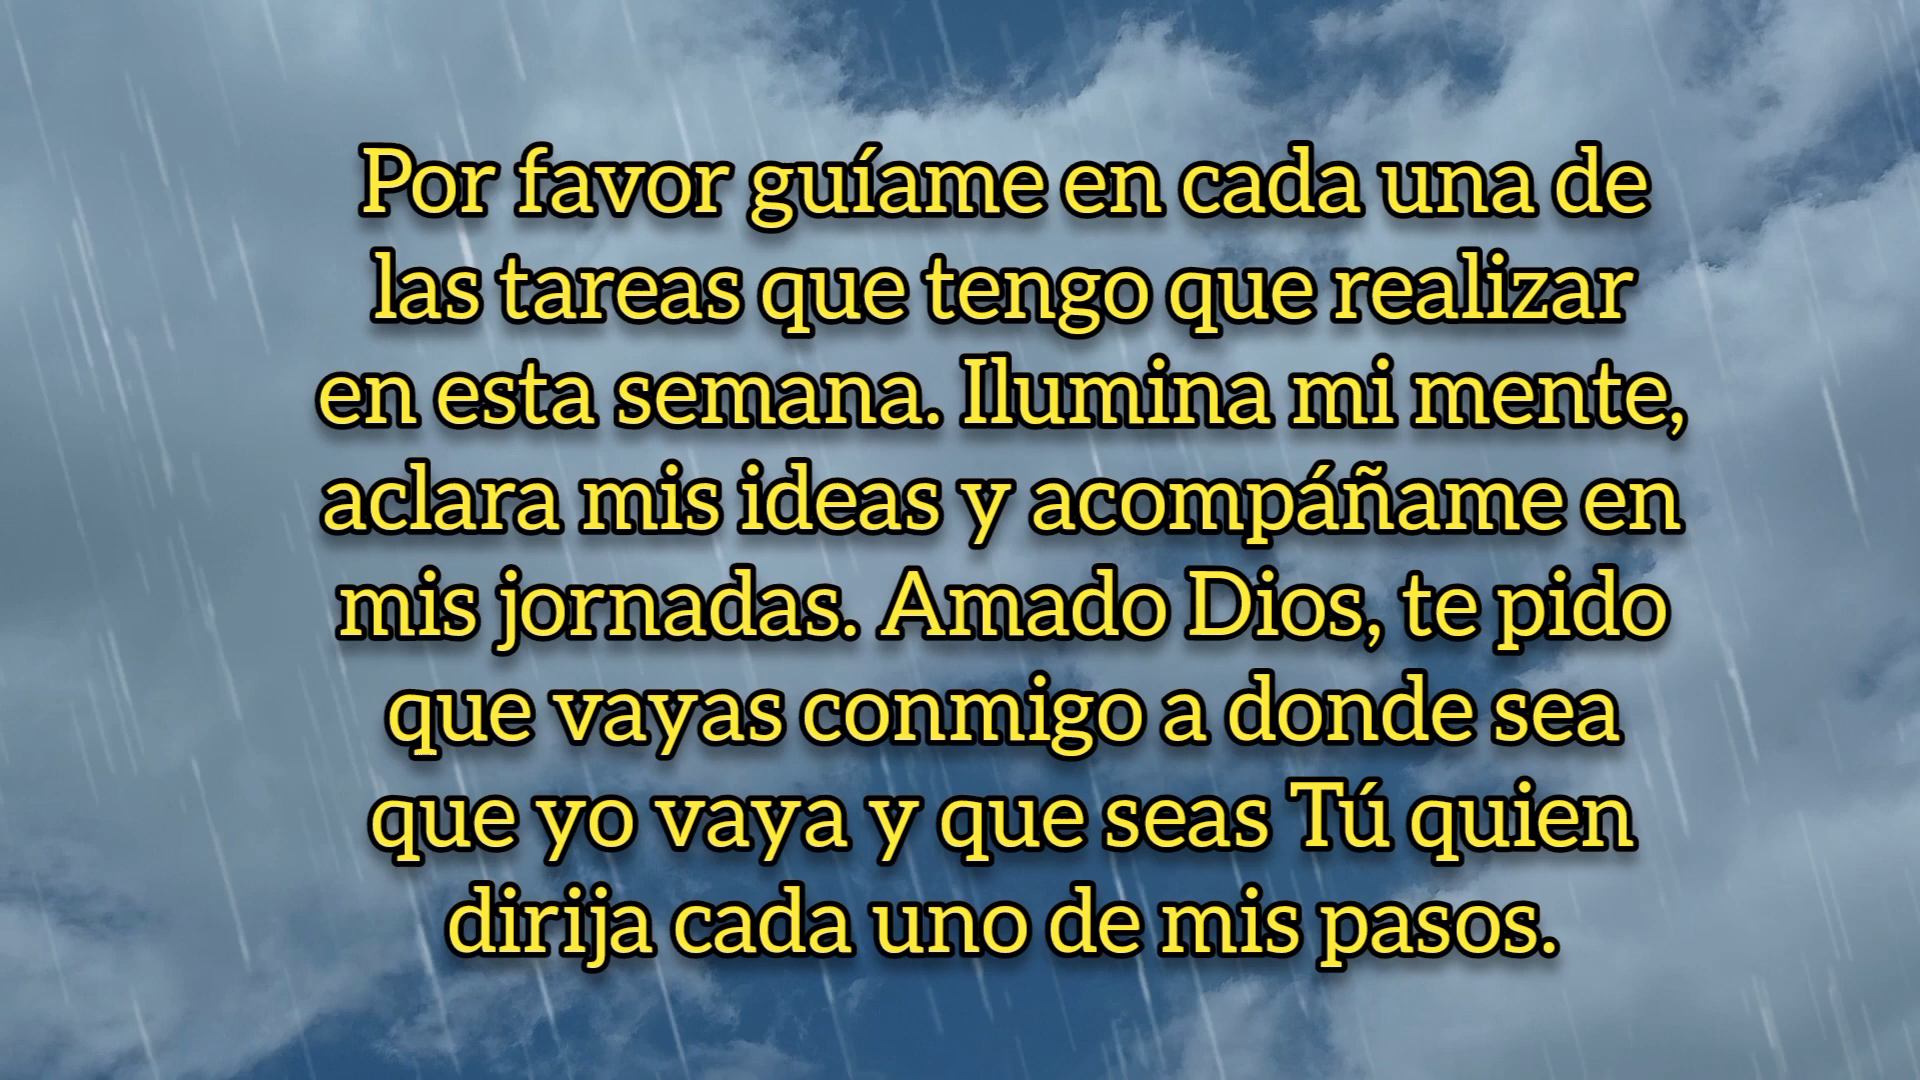 Por favor guíame en cada una de
las tareas que tengo que realizar
en esta semana. Ilumina mi mente,
aclara mis ideas y acompáñame en
mis jornadas. Amado Dios, te pido
que vayas conmigo a donde sea
que yo vaya y que seas Tú quien
dirija cada uno de mis pasos.